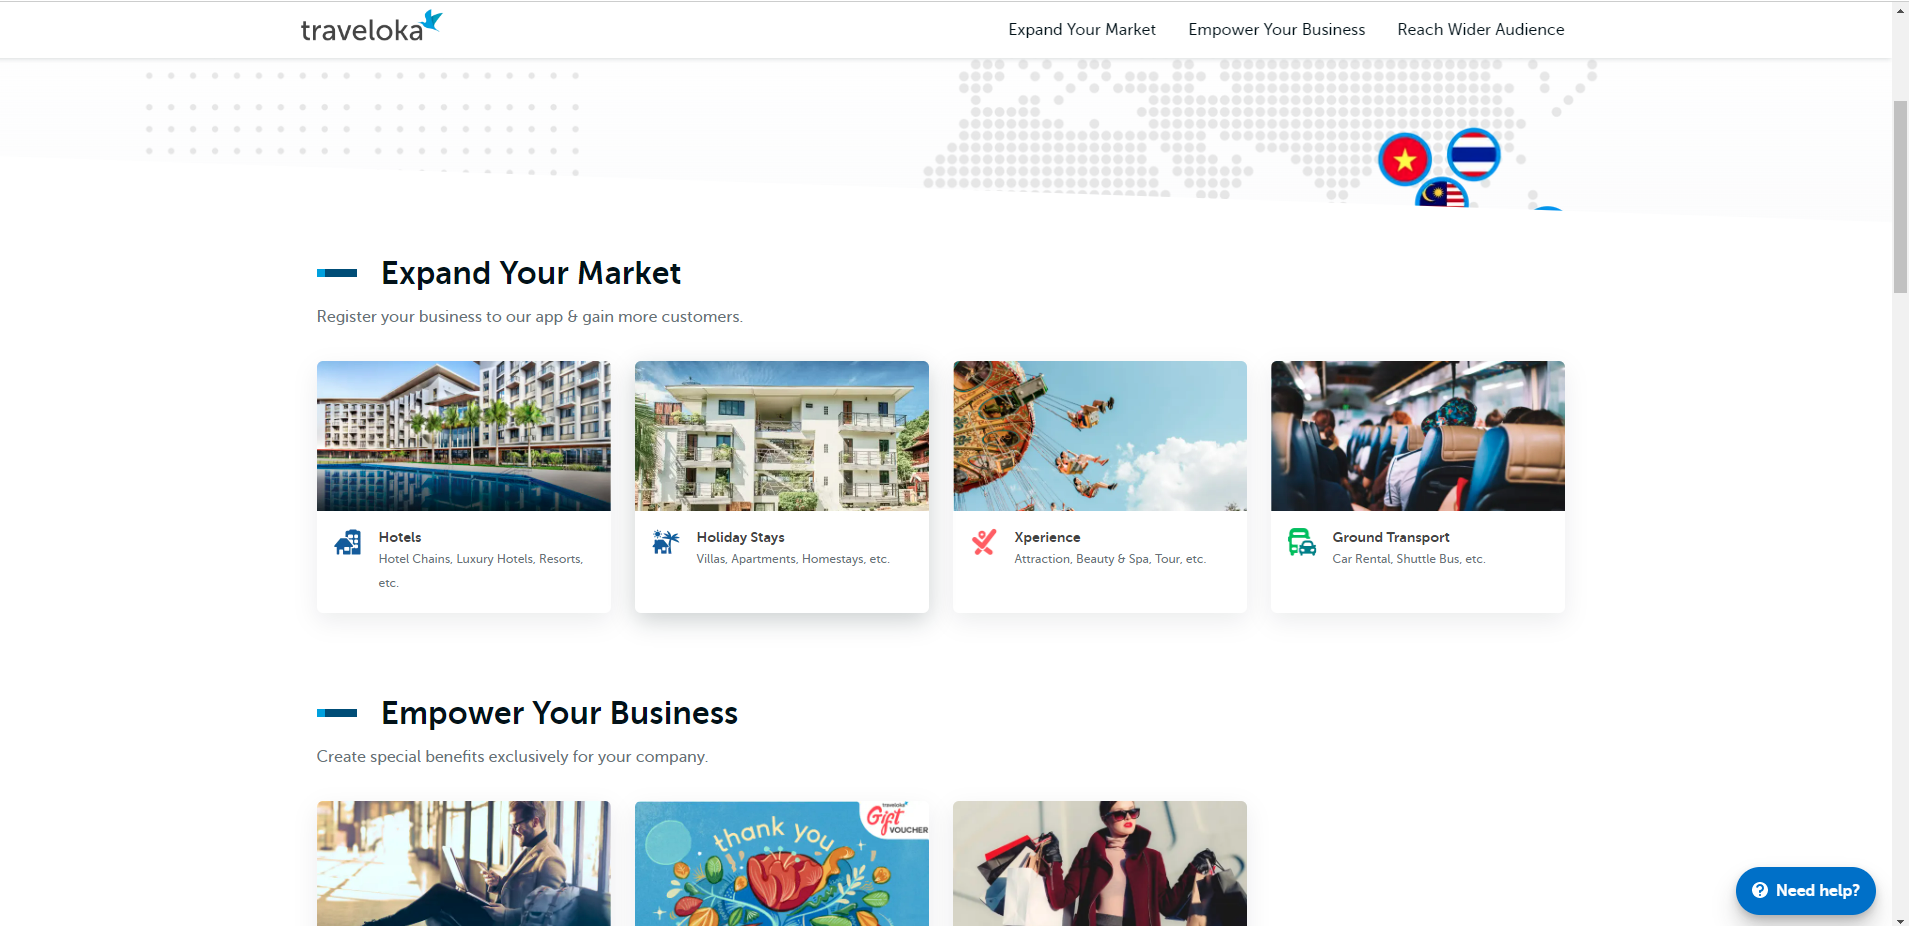 traveloka
Expand Your Market
Empower Your Business
Reach Wider Audience
Expand Your Market
Register your business to our app & gain more customers.
Hotels
Hotel Chains, Luxury Hotels, Resorts,
etc.
Holiday Stays
Villas, Apartments, Homestays, etc.
Xperience
Attraction, Beauty & Spa, Tour, etc.
Ground Transport
Car Rental, Shuttle Bus, etc.
Empower Your Business
Create special benefits exclusively for your company.
thank you
traveloka
Gift
VOUCHER
Need help?